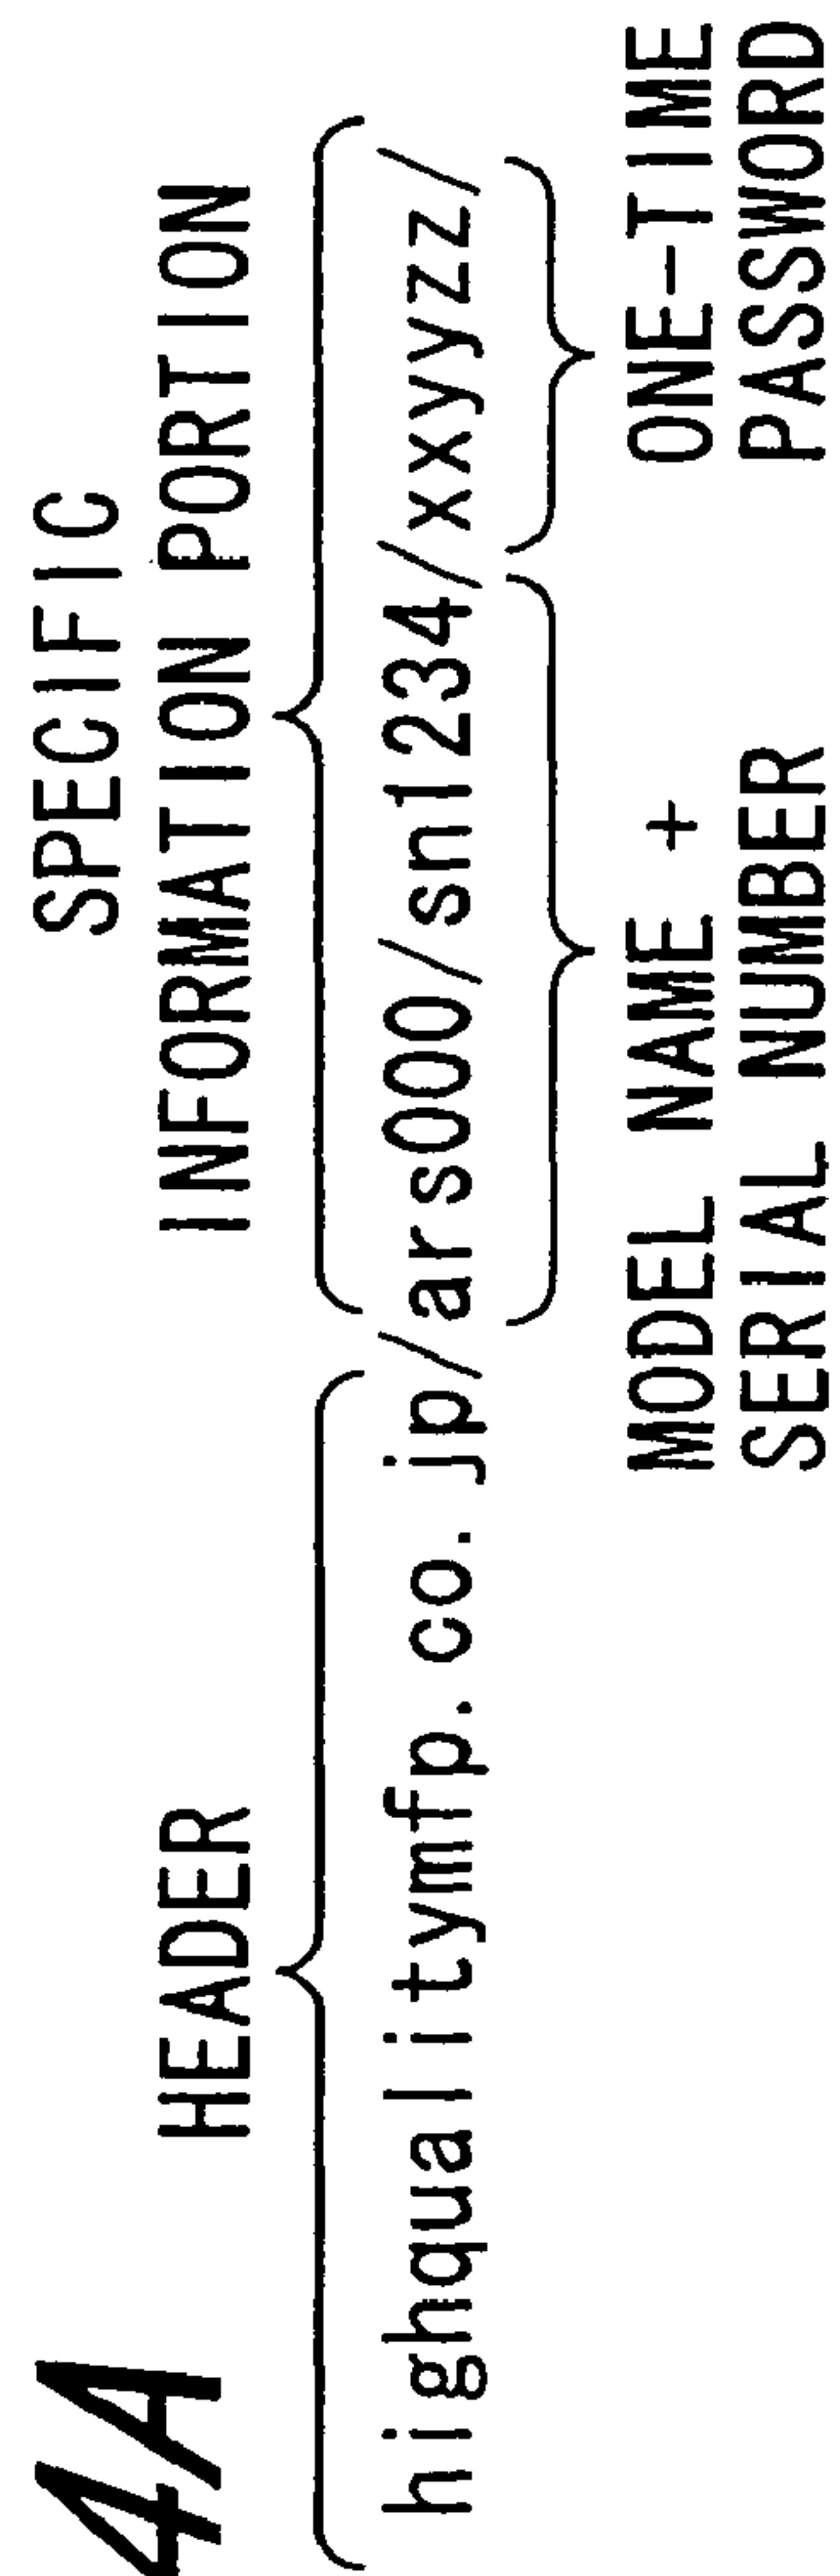 4A
SPECIFIC
HEADER INFORMATION PORTION
highqualitymfp.co.jp/ars000/sn1234/xxyyzz/
MODEL NAME + ONE-TIME
SERIAL NUMBER PASSWORD